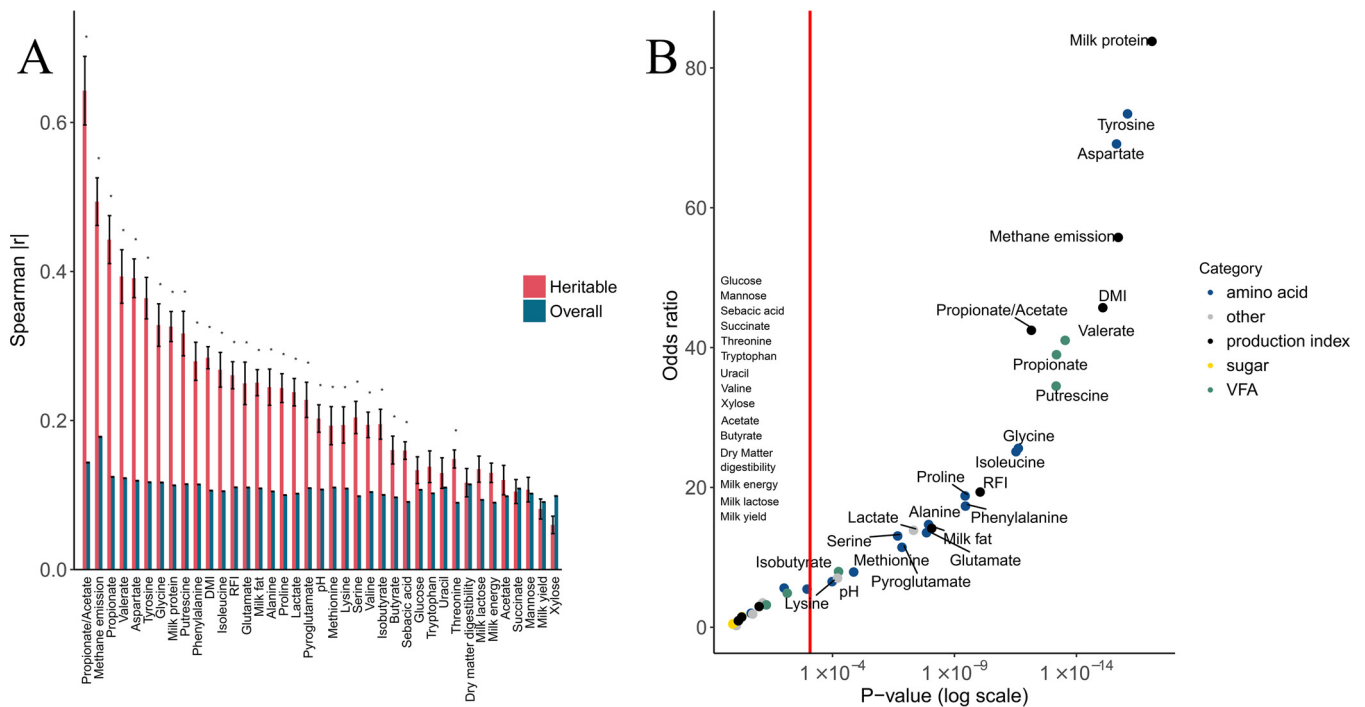 A
Spearman |r|
0.6
0.4
0.2
0.0
Heritable
Overall
Propionate/Acetate
Methane emission
Propionate
Valerate
Aspartate
Tyrosine
Glycine
Milk protein
Putrescine
Phenylalanine
DMI
Isoleucine
RFI
Glutamate
Milk fat
Alanine
Proline
Lactate
Pyroglutamate
pH
Methionine
Lysine
Serine
Valine
Isobutyrate
Butyrate
Sebacic acid
Glucose
Tryptophan
Uracil
Threonine
Dry matter digestibility
Milk lactose
Milk energy
Acetate
Succinate
Mannose
Milk yield
Xylose
B
Odds ratio
80
60
40
20
0
Milk protein
Tyrosine
Aspartate
Methane emission
DMI
Propionate/Acetate
Valerate
Propionate
Putrescine
Glycine
Isoleucine
Proline
RFI
Phenylalanine
Alanine
Lactate
Milk fat
Serine
Glutamate
Methionine
Isobutyrate
Pyroglutamate
Lysine
pH
Glucose
Mannose
Sebacic acid
Succinate
Threonine
Tryptophan
Uracil
Valine
Xylose
Acetate
Butyrate
Dry Matter
digestibility
Milk energy
Milk lactose
Milk yield
1 ×10⁻⁴
1 ×10⁻⁹
1 ×10⁻¹⁴
P−value (log scale)
Category
amino acid
other
production index
sugar
VFA